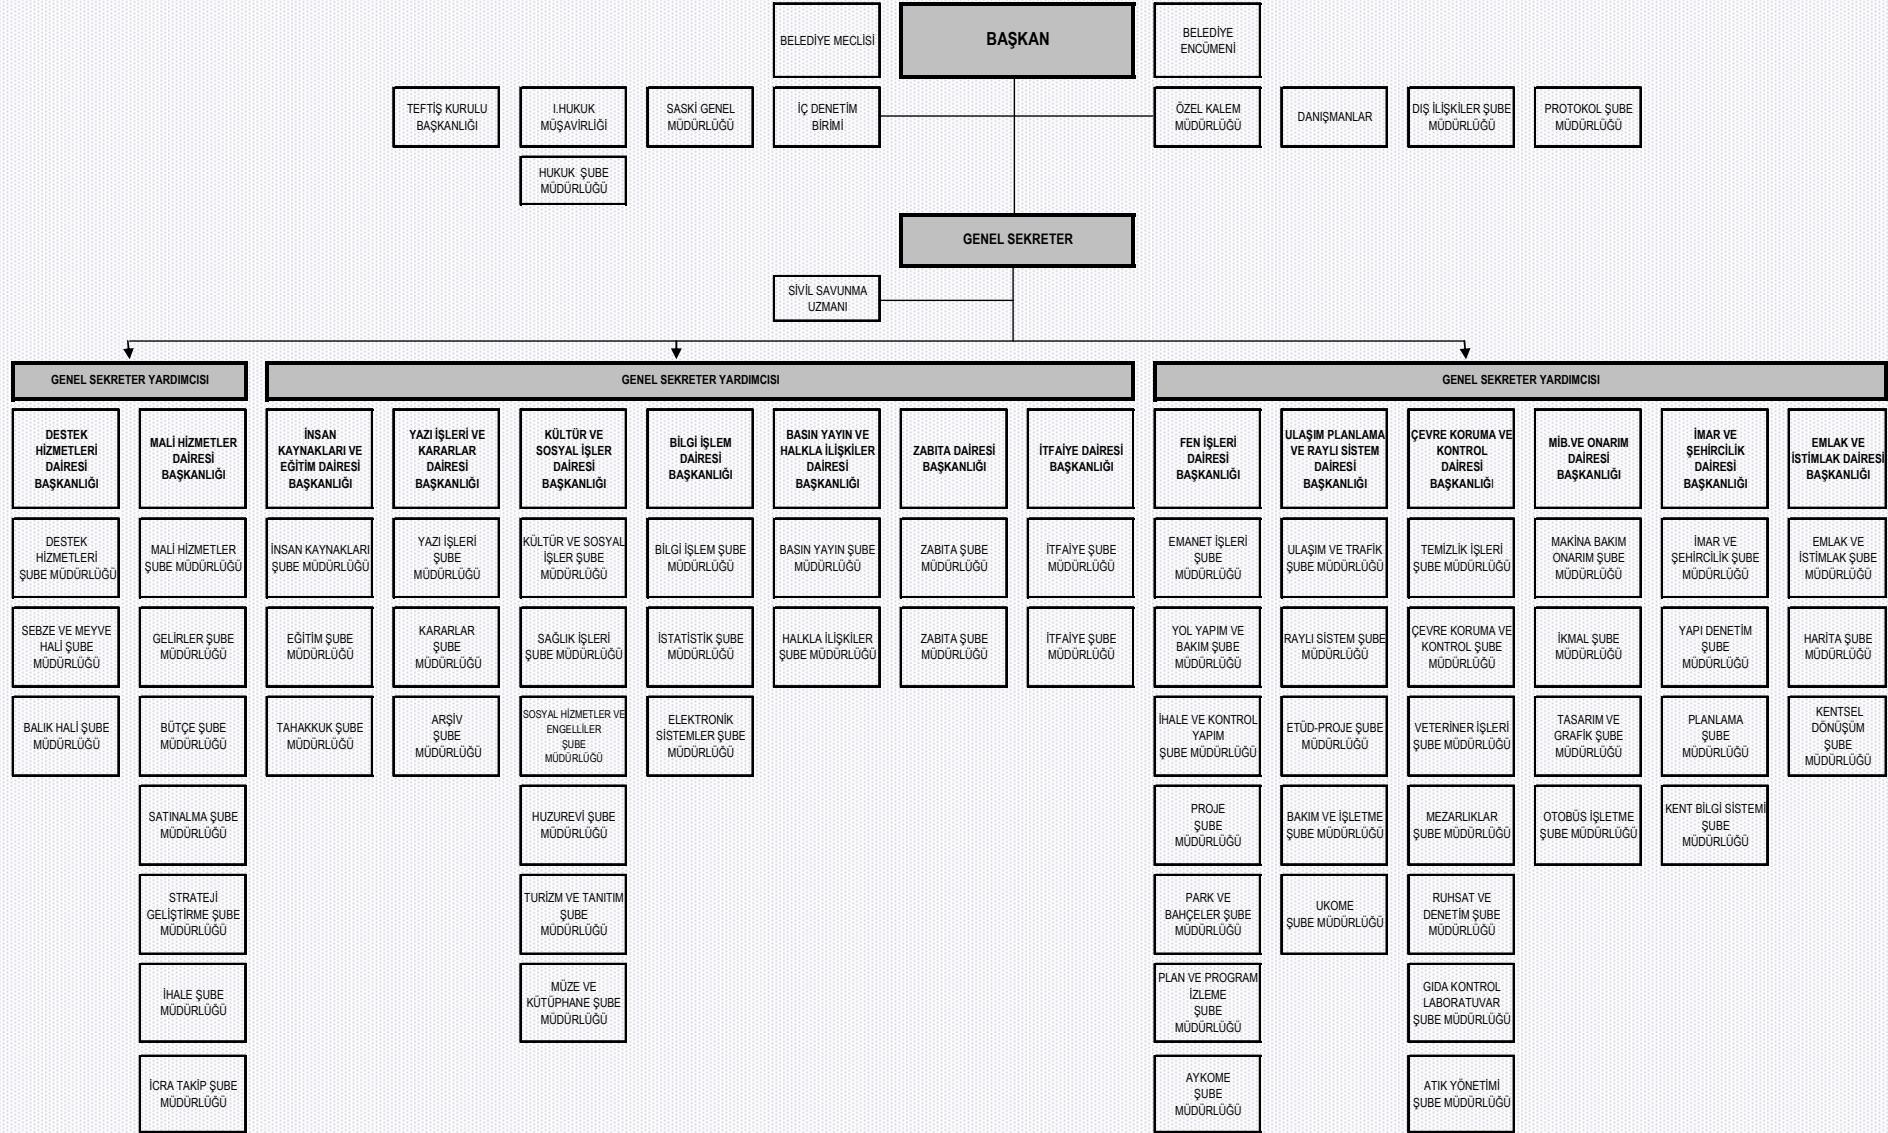 BELEDİYE MECLİSİ
BAŞKAN
BELEDİYE
ENCÜMENİ
TEFTİŞ KURULU
BAŞKANLIĞI
I.HUKUK
MÜŞAVİRLİĞİ
SASKİ GENEL
MÜDÜRLÜĞÜ
İÇ DENETİM
BİRİMİ
ÖZEL KALEM
MÜDÜRLÜĞÜ
DANIŞMANLAR
DIŞ İLİŞKİLER ŞUBE
MÜDÜRLÜĞÜ
PROTOKOL ŞUBE
MÜDÜRLÜĞÜ
HUKUK ŞUBE
MÜDÜRLÜĞÜ
GENEL SEKRETER
SİVİL SAVUNMA
UZMANI
GENEL SEKRETER YARDIMCISI
GENEL SEKRETER YARDIMCISI
GENEL SEKRETER YARDIMCISI
DESTEK
HİZMETLERİ
DAİRESİ
BAŞKANLIĞI
MALİ HİZMETLER
DAİRESİ
BAŞKANLIĞI
İNSAN
KAYNAKLARI VE
EĞİTİM DAİRESİ
BAŞKANLIĞI
YAZI İŞLERİ VE
KARARLAR
DAİRESİ
BAŞKANLIĞI
KÜLTÜR VE
SOSYAL İŞLER
DAİRESİ
BAŞKANLIĞI
BİLGİ İŞLEM
DAİRESİ
BAŞKANLIĞI
BASIN YAYIN VE
HALKLA İLİŞKİLER
DAİRESİ
BAŞKANLIĞI
ZABITA DAİRESİ
BAŞKANLIĞI
İTFAİYE DAİRESİ
BAŞKANLIĞI
FEN İŞLERİ
DAİRESİ
BAŞKANLIĞI
ULAŞIM PLANLAMA
VE RAYLI SİSTEM
DAİRESİ
BAŞKANLIĞI
ÇEVRE KORUMA VE
KONTROL
DAİRESİ
BAŞKANLIĞI
MİB.VE ONARIM
DAİRESİ
BAŞKANLIĞI
İMAR VE
ŞEHİRCİLİK
DAİRESİ
BAŞKANLIĞI
EMLAK VE
İSTİMLAK DAİRESİ
BAŞKANLIĞI
DESTEK
HİZMETLERİ
ŞUBE MÜDÜRLÜĞÜ
MALİ HİZMETLER
ŞUBE MÜDÜRLÜĞÜ
İNSAN KAYNAKLARI
ŞUBE MÜDÜRLÜĞÜ
YAZI İŞLERİ
ŞUBE
MÜDÜRLÜĞÜ
KÜLTÜR VE SOSYAL
İŞLER ŞUBE
MÜDÜRLÜĞÜ
BİLGİ İŞLEM ŞUBE
MÜDÜRLÜĞÜ
BASIN YAYIN ŞUBE
MÜDÜRLÜĞÜ
ZABITA ŞUBE
MÜDÜRLÜĞÜ
İTFAİYE ŞUBE
MÜDÜRLÜĞÜ
EMANET İŞLERİ
ŞUBE
MÜDÜRLÜĞÜ
ULAŞIM VE TRAFİK
ŞUBE MÜDÜRLÜĞÜ
TEMİZLİK İŞLERİ
ŞUBE MÜDÜRLÜĞÜ
MAKİNA BAKIM
ONARIM ŞUBE
MÜDÜRLÜĞÜ
İMAR VE
ŞEHİRCİLİK ŞUBE
MÜDÜRLÜĞÜ
EMLAK VE
İSTİMLAK ŞUBE
MÜDÜRLÜĞÜ
SEBZE VE MEYVE
HALİ ŞUBE
MÜDÜRLÜĞÜ
GELİRLER ŞUBE
MÜDÜRLÜĞÜ
EĞİTİM ŞUBE
MÜDÜRLÜĞÜ
KARARLAR
ŞUBE
MÜDÜRLÜĞÜ
SAĞLIK İŞLERİ
ŞUBE MÜDÜRLÜĞÜ
İSTATİSTİK ŞUBE
MÜDÜRLÜĞÜ
HALKLA İLİŞKİLER
ŞUBE MÜDÜRLÜĞÜ
ZABITA ŞUBE
MÜDÜRLÜĞÜ
İTFAİYE ŞUBE
MÜDÜRLÜĞÜ
YOL YAPIM VE
BAKIM ŞUBE
MÜDÜRLÜĞÜ
RAYLI SİSTEM ŞUBE
MÜDÜRLÜĞÜ
ÇEVRE KORUMA VE
KONTROL ŞUBE
MÜDÜRLÜĞÜ
İKMAL ŞUBE
MÜDÜRLÜĞÜ
YAPI DENETİM
ŞUBE
MÜDÜRLÜĞÜ
HARİTA ŞUBE
MÜDÜRLÜĞÜ
BALIK HALİ ŞUBE
MÜDÜRLÜĞÜ
BÜTÇE ŞUBE
MÜDÜRLÜĞÜ
TAHAKKUK ŞUBE
MÜDÜRLÜĞÜ
ARŞİV
ŞUBE
MÜDÜRLÜĞÜ
SOSYAL HİZMETLER VE
ENGELLİLER
ŞUBE
MÜDÜRLÜĞÜ
ELEKTRONİK
SİSTEMLER ŞUBE
MÜDÜRLÜĞÜ
İHALE VE KONTROL
YAPIM
ŞUBE MÜDÜRLÜĞÜ
ETÜD-PROJE ŞUBE
MÜDÜRLÜĞÜ
VETERİNER İŞLERİ
ŞUBE MÜDÜRLÜĞÜ
TASARIM VE
GRAFİK ŞUBE
MÜDÜRLÜĞÜ
PLANLAMA
ŞUBE
MÜDÜRLÜĞÜ
KENTSEL
DÖNÜŞÜM
ŞUBE
MÜDÜRLÜĞÜ
SATINALMA ŞUBE
MÜDÜRLÜĞÜ
HUZUREVİ ŞUBE
MÜDÜRLÜĞÜ
PROJE
ŞUBE
MÜDÜRLÜĞÜ
BAKIM VE İŞLETME
ŞUBE MÜDÜRLÜĞÜ
MEZARLIKLAR
ŞUBE MÜDÜRLÜĞÜ
OTOBÜS İŞLETME
ŞUBE MÜDÜRLÜĞÜ
KENT BİLGİ SİSTEMİ
ŞUBE
MÜDÜRLÜĞÜ
STRATEJİ
GELİŞTİRME ŞUBE
MÜDÜRLÜĞÜ
TURİZM VE TANITIM
ŞUBE
MÜDÜRLÜĞÜ
PARK VE
BAHÇELER ŞUBE
MÜDÜRLÜĞÜ
UKOME
ŞUBE MÜDÜRLÜĞÜ
RUHSAT VE
DENETİM ŞUBE
MÜDÜRLÜĞÜ
İHALE ŞUBE
MÜDÜRLÜĞÜ
MÜZE VE
KÜTÜPHANE ŞUBE
MÜDÜRLÜĞÜ
PLAN VE PROGRAM
İZLEME
ŞUBE
MÜDÜRLÜĞÜ
GIDA KONTROL
LABORATUVAR
ŞUBE MÜDÜRLÜĞÜ
İCRA TAKİP ŞUBE
MÜDÜRLÜĞÜ
AYKOME
ŞUBE
MÜDÜRLÜĞÜ
ATIK YÖNETİMİ
ŞUBE MÜDÜRLÜĞÜ